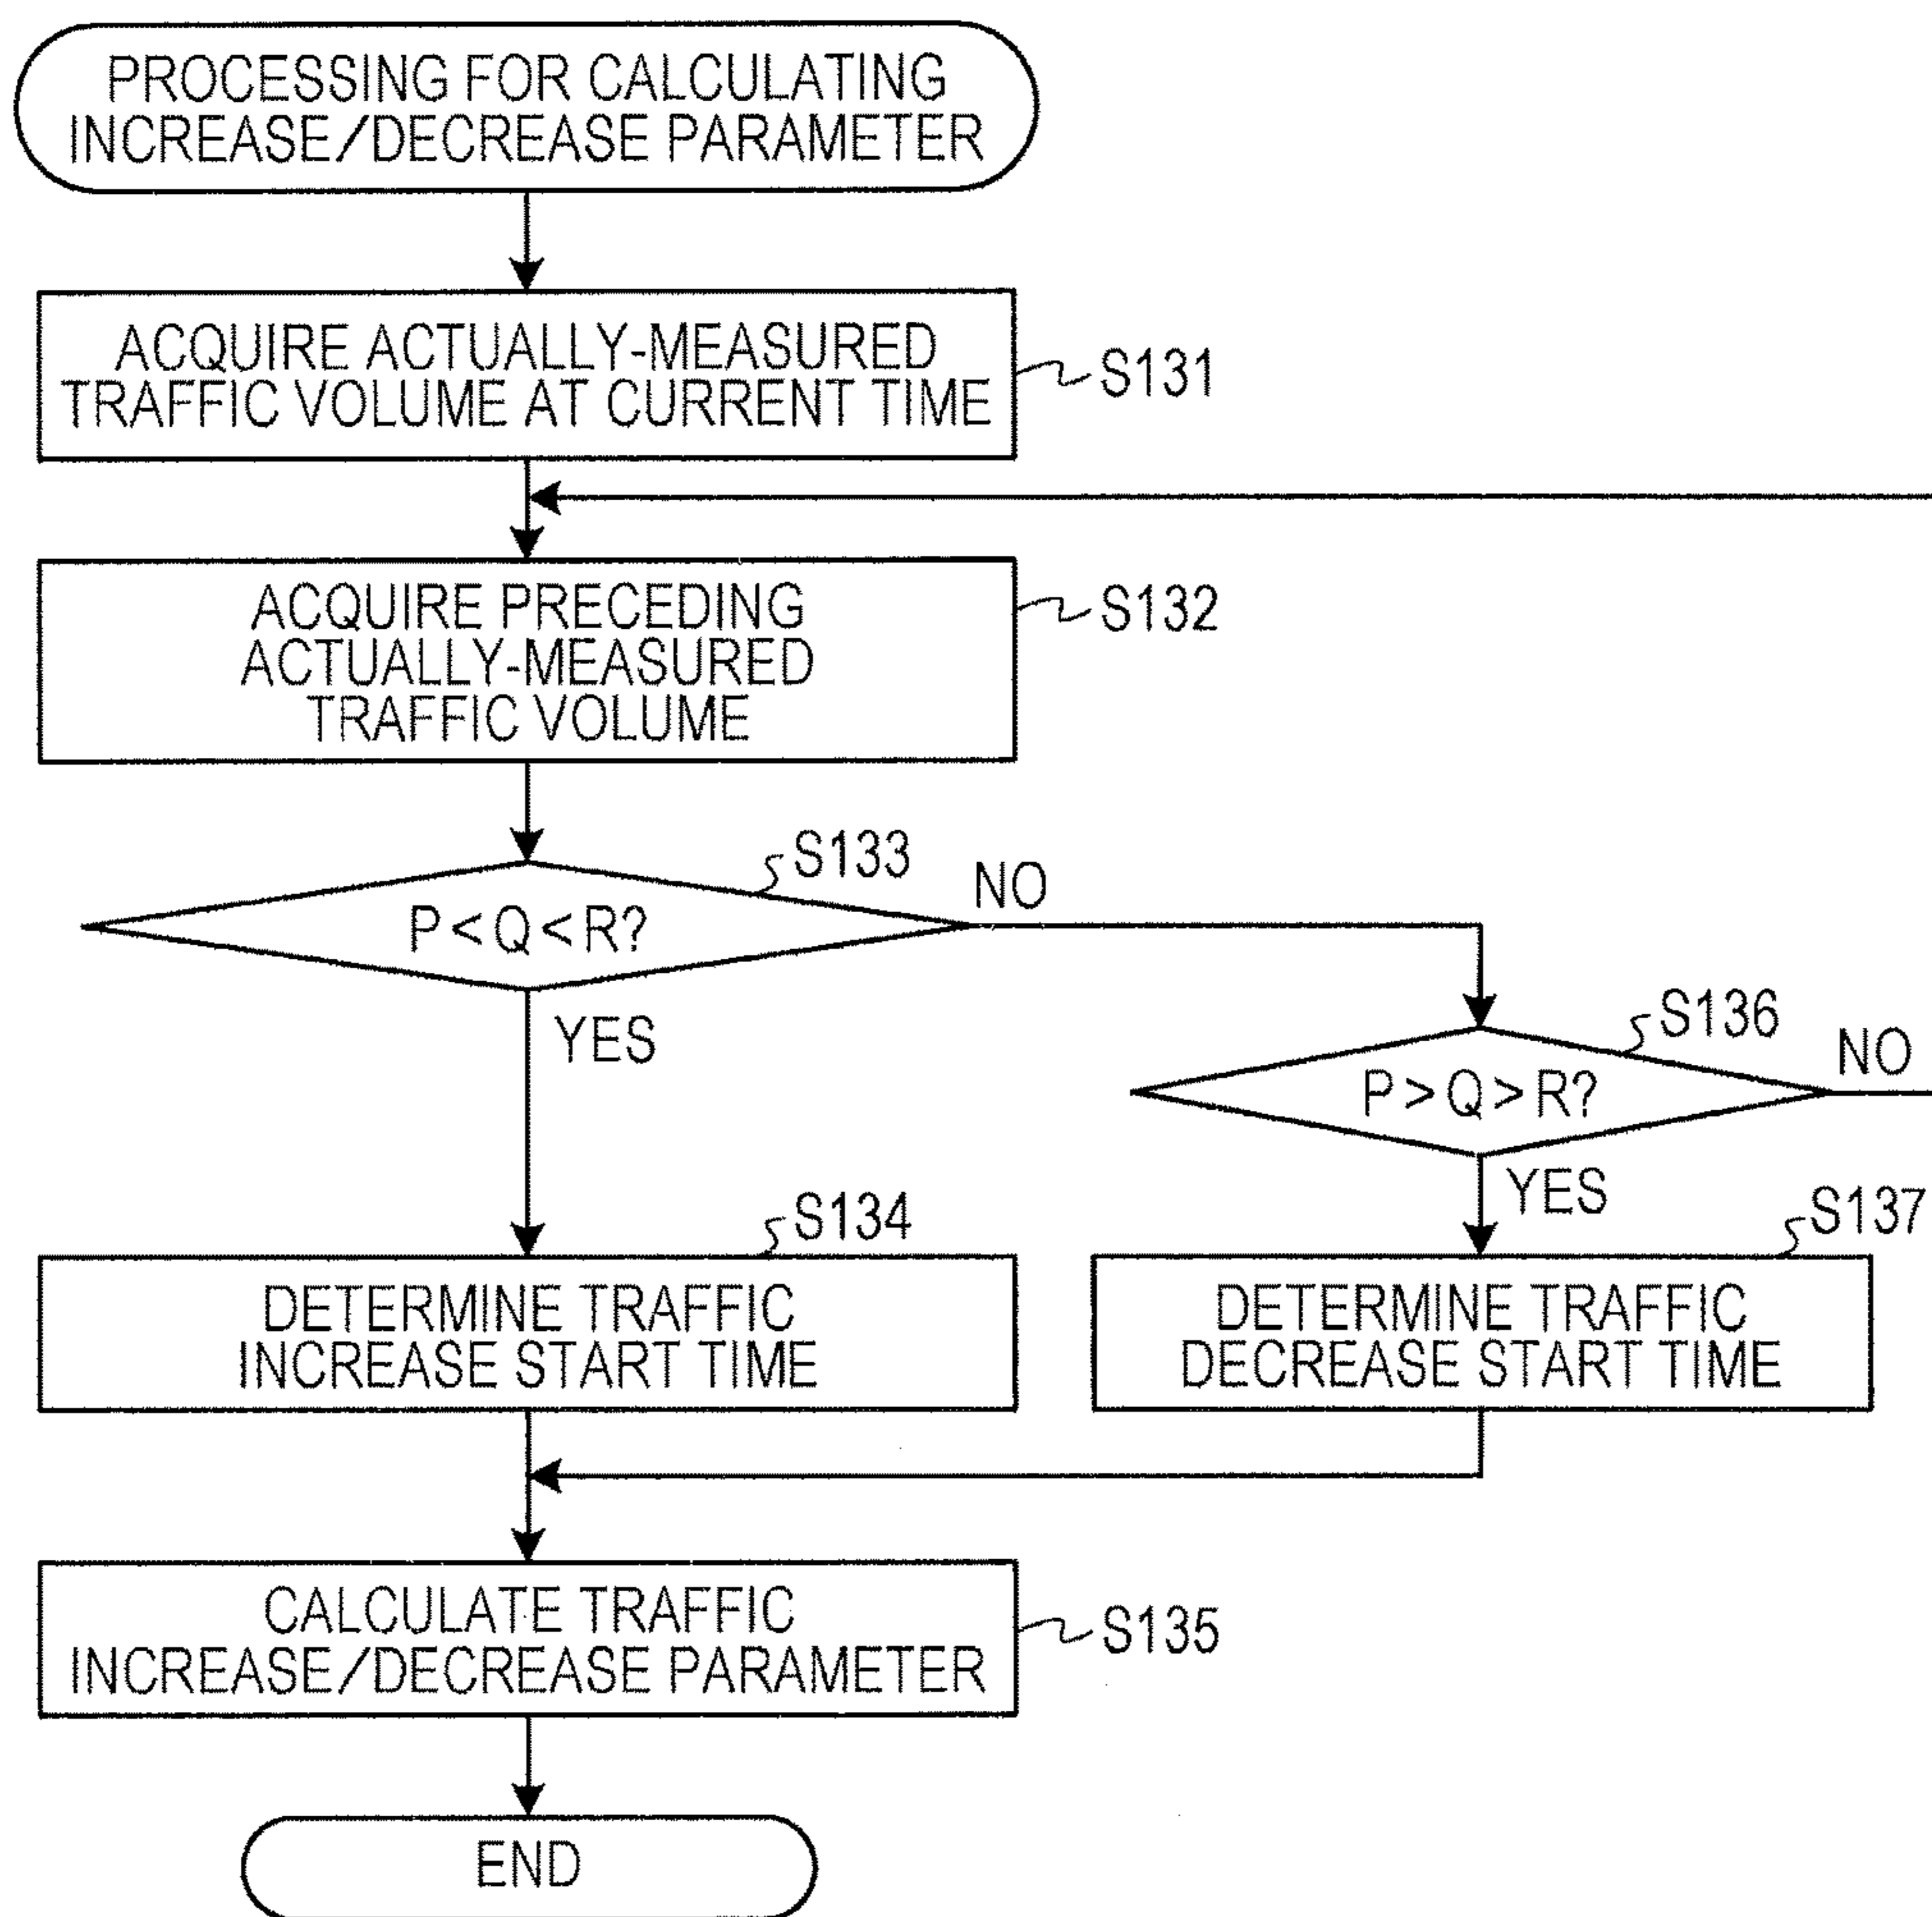 PROCESSING FOR CALCULATING
INCREASE/DECREASE PARAMETER
ACQUIRE ACTUALLY-MEASURED
TRAFFIC VOLUME AT CURRENT TIME
S131
ACQUIRE PRECEDING
ACTUALLY-MEASURED
TRAFFIC VOLUME
S132
S133
NO
P<Q<R?
YES
S136
NO
P>Q>R?
YES
S134
DETERMINE TRAFFIC
INCREASE START TIME
S137
DETERMINE TRAFFIC
DECREASE START TIME
CALCULATE TRAFFIC
INCREASE/DECREASE PARAMETER
S135
END